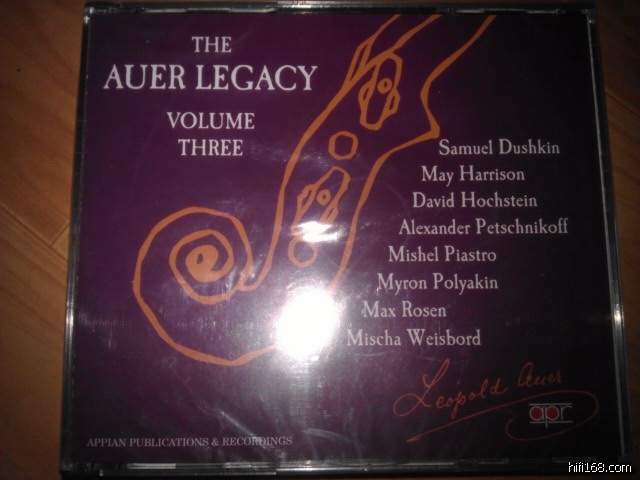 THE
AUER LEGACY
VOLUME
THREE
Samuel Dushkin
May Harrison
David Hochstein
Alexander Petschnikoff
Mishel Piastro
Myron Polyakin
Max Rosen
Mischa Weisbord
Leopold Auer
apr
APPIAN PUBLICATIONS & RECORDINGS
hifi168.com